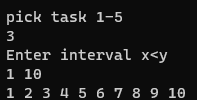 pick task 1-5
3
Enter interval x<y
1 10
1 2 3 4 5 6 7 8 9 10